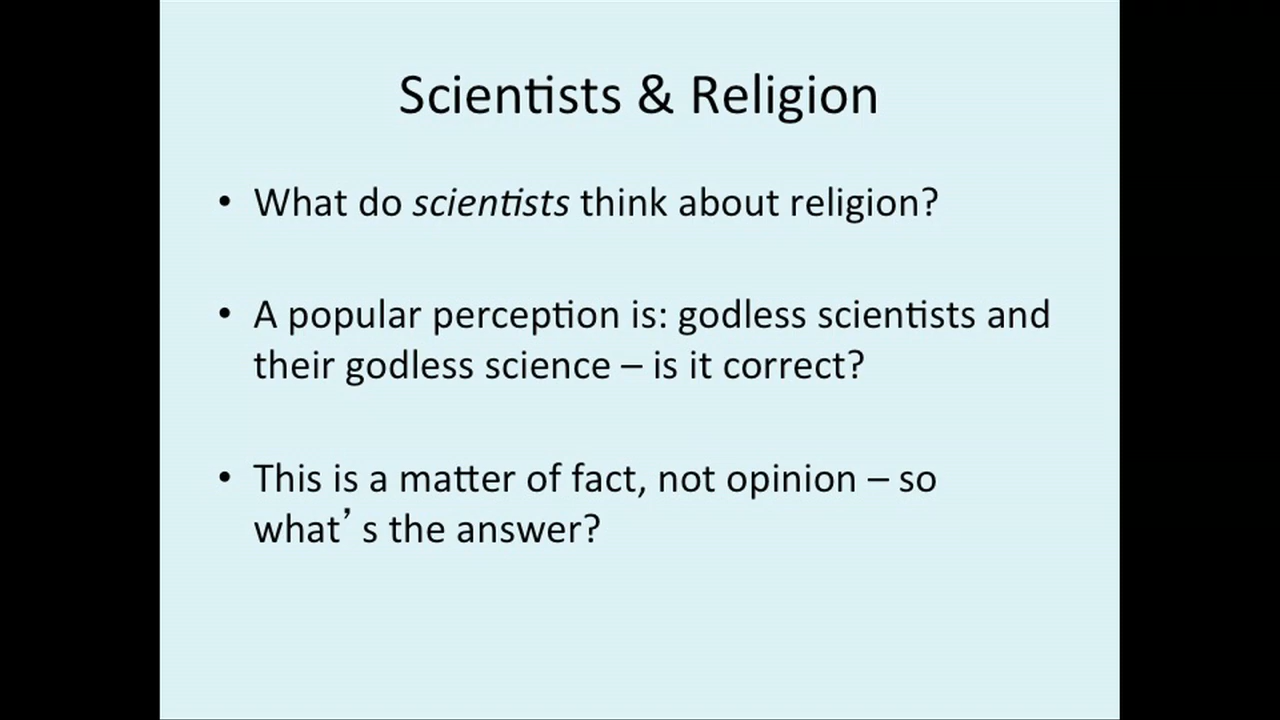 Scientists & Religion
• What do scientists think about religion?
• A popular perception is: godless scientists and
their godless science – is it correct?
• This is a matter of fact, not opinion – so
what’ s the answer?